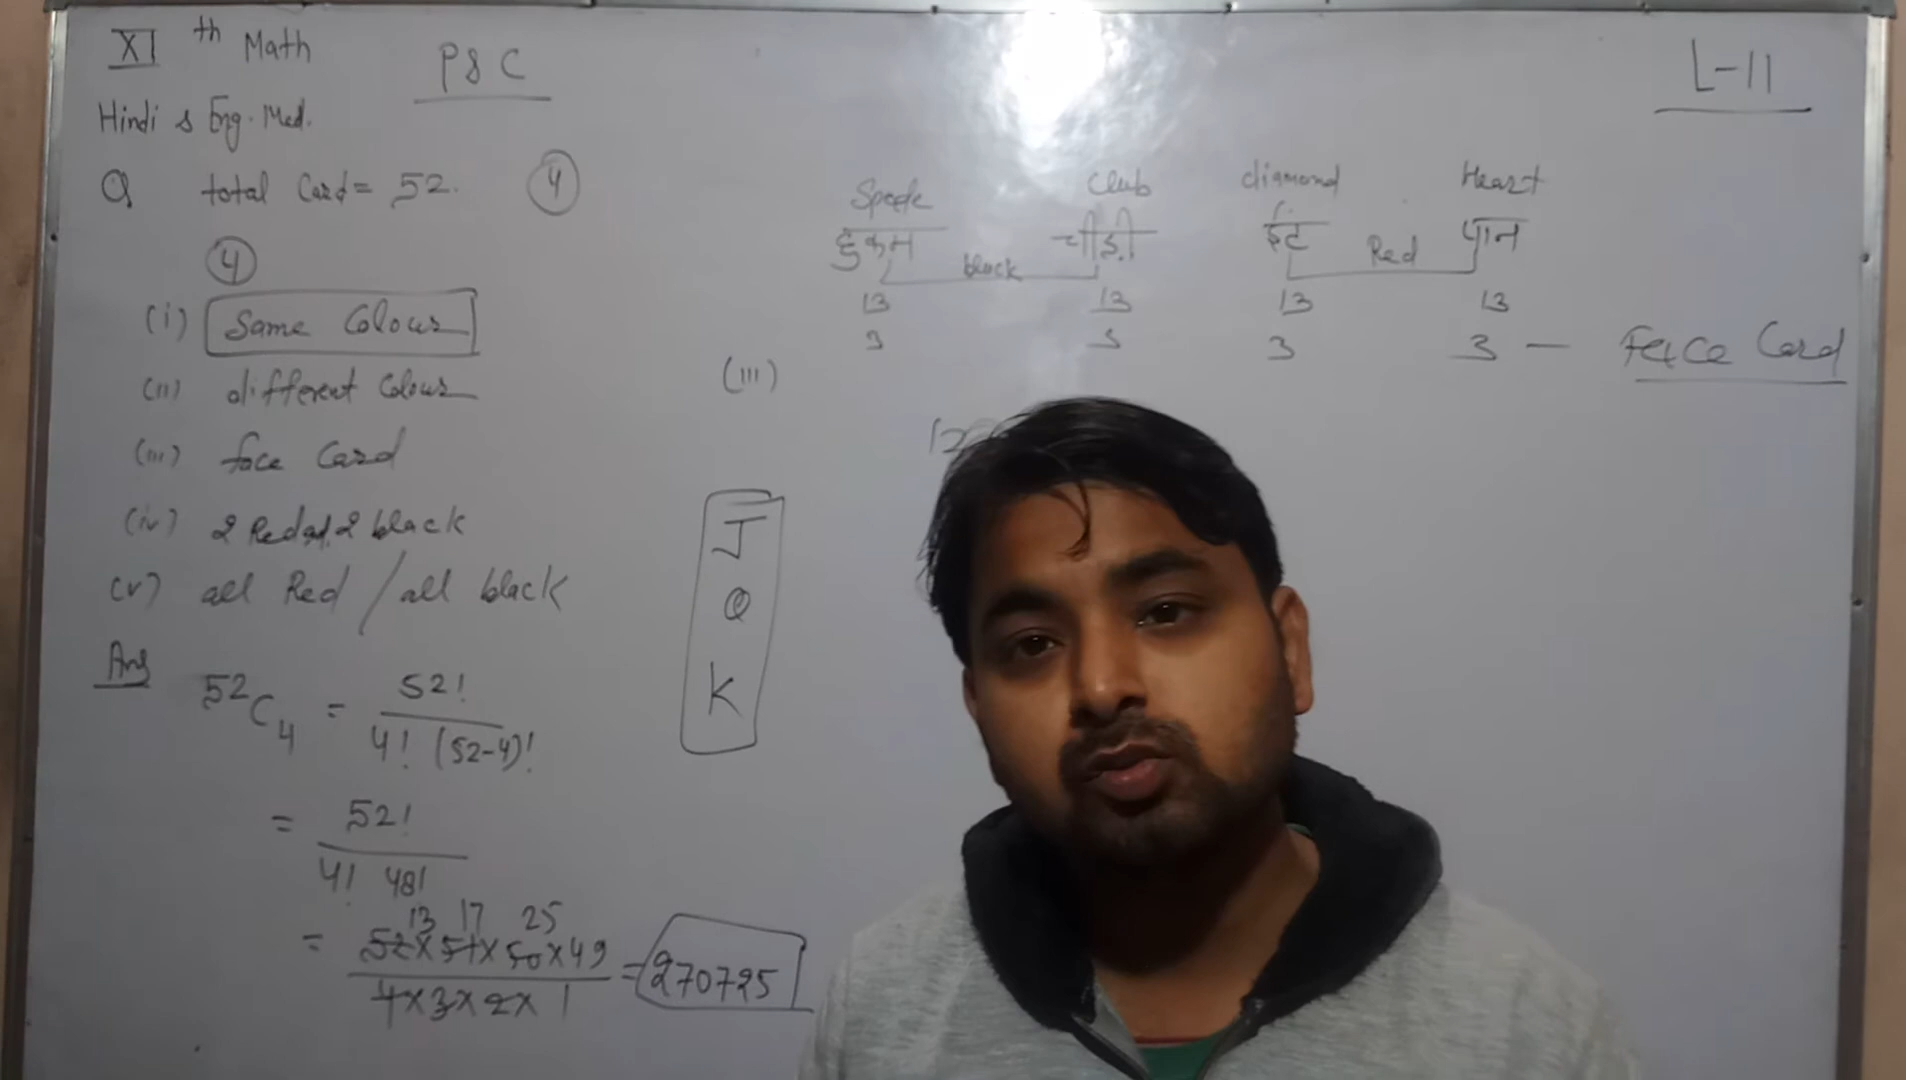 XI th Math
P & C
L-11
Hindi & Eng. Med.
Q total Card = 52. 4
4
(i) Same Colour
(ii) different Colour
(iii) face Card
(iv) 2 Red 2 black
(v) all Red / all black
Ans
52C4 = 52! / 4! (52-4)!
= 52! / 4! 48!
13 17 25
= 52×51×50×49 / 4×3×2×1 = 270725
Spade Club diamond Heart
हुकम चीड़ी ईंट पान
black Red
13 13 13 13
3 3 3 3 — Face Card
(iii)
12
J
Q
K